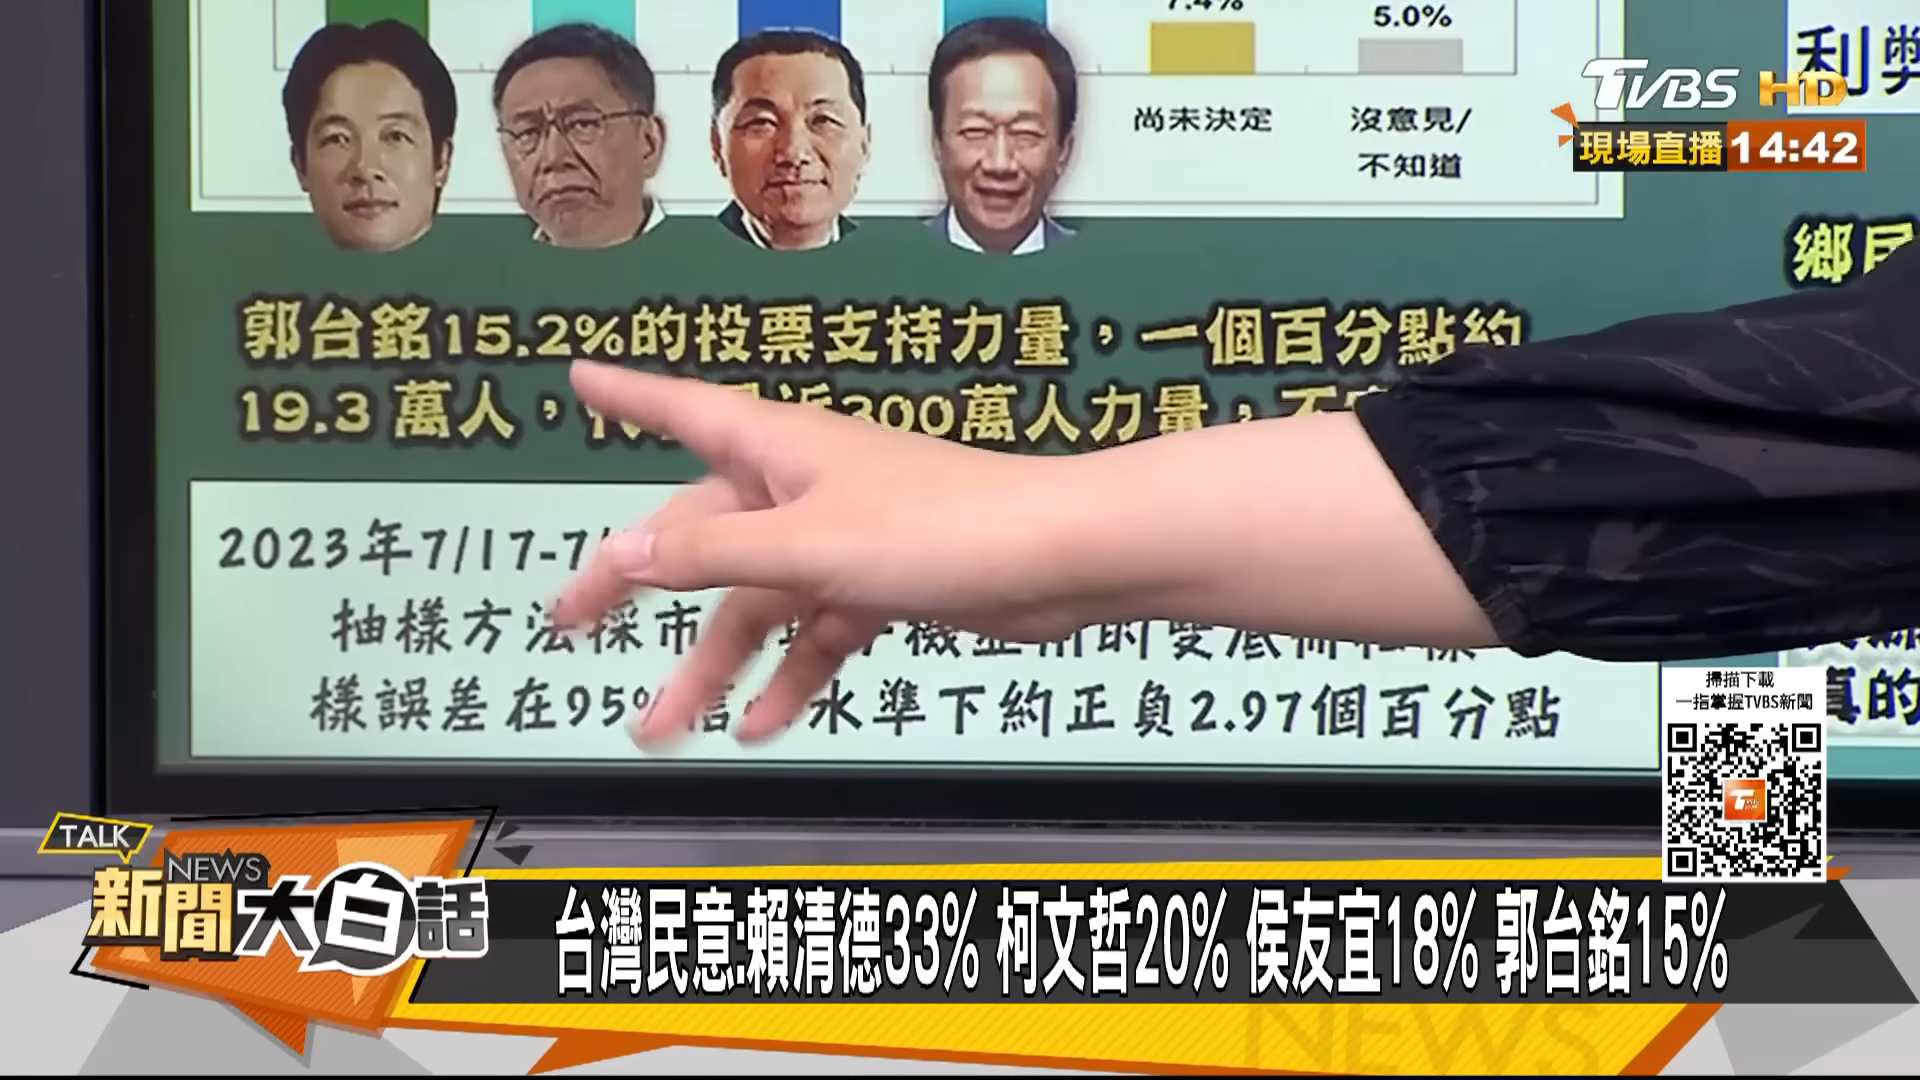 7.4%
5.0%
利弊
TVBS HD
尚未決定
沒意見/
不知道
現場直播 14:42
鄉民
郭台銘15.2%的投票支持力量，一個百分點約
19.3 萬人，
300萬人力量，
2023年7/17-7/
抽樣方法採市
樣誤差在95%信心水準下約正負2.97個百分點
真的
掃描下載
一指掌握TVBS新聞
TALK
NEWS
新聞大白話
台灣民意:賴清德33% 柯文哲20% 侯友宜18% 郭台銘15%
NEWS